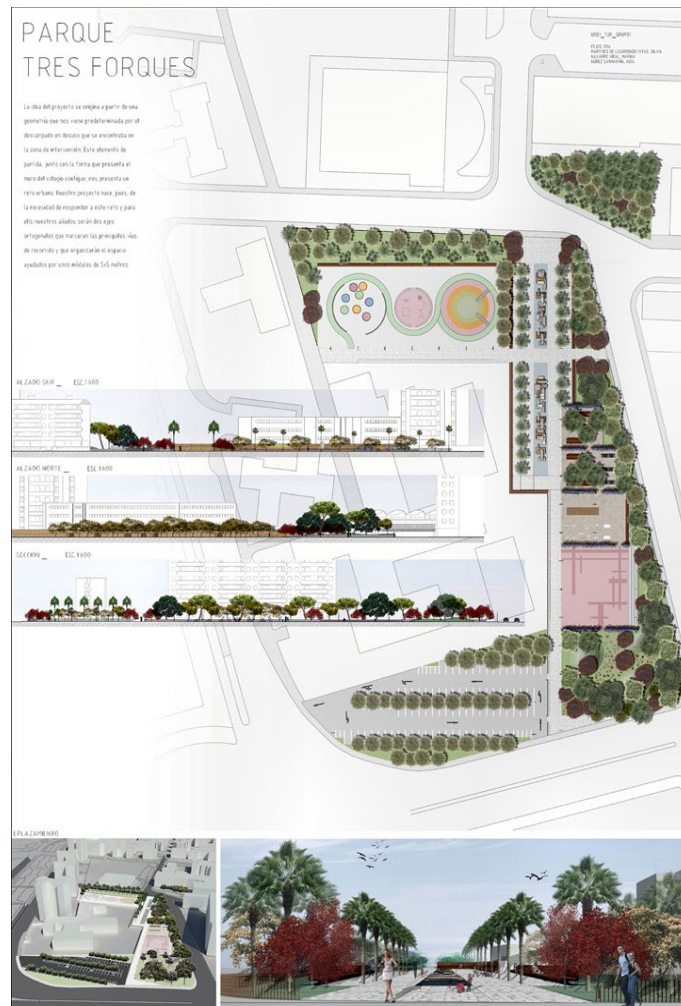 PARQUE
TRES FORQUES
La idea del proyecto se origina a partir de una
geometría que nos viene predeterminada por el
descampado en desuso que se encontraba en
la zona de intervención. Este elemento de
partida, junto con la forma que presenta el
muro del colegio contiguo, nos presenta un
reto urbano. Nuestro proyecto nace, pues, de
la necesidad de responder a este reto y para
ello nuestros aliados serán dos ejes
ortogonales que marcaran las principales vías
de recorrido y que organizarán el espacio
ayudados por unos módulos de 5x5 metros.
ALZADO SUR_ ESC.1:600
ALZADO NORTE_ ESC.1:600
SECCION_ ESC.1:600
EPLAZAMIENDO